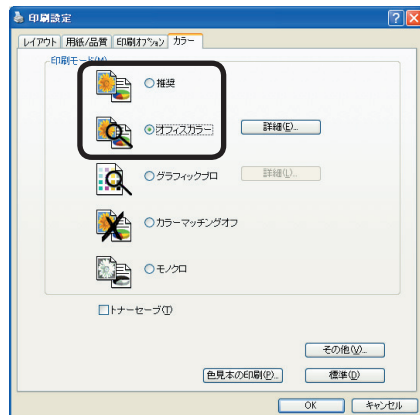 印刷設定
レイアウト 用紙/品質 印刷オプション カラー
印刷モード(M)
推奨
オフィスカラー 詳細(E)...
グラフィックプロ 詳細(L)...
カラーマッチングオフ
モノクロ
トナーセーブ(T)
その他(V)...
色見本の印刷(P)... 標準(D)
OK キャンセル